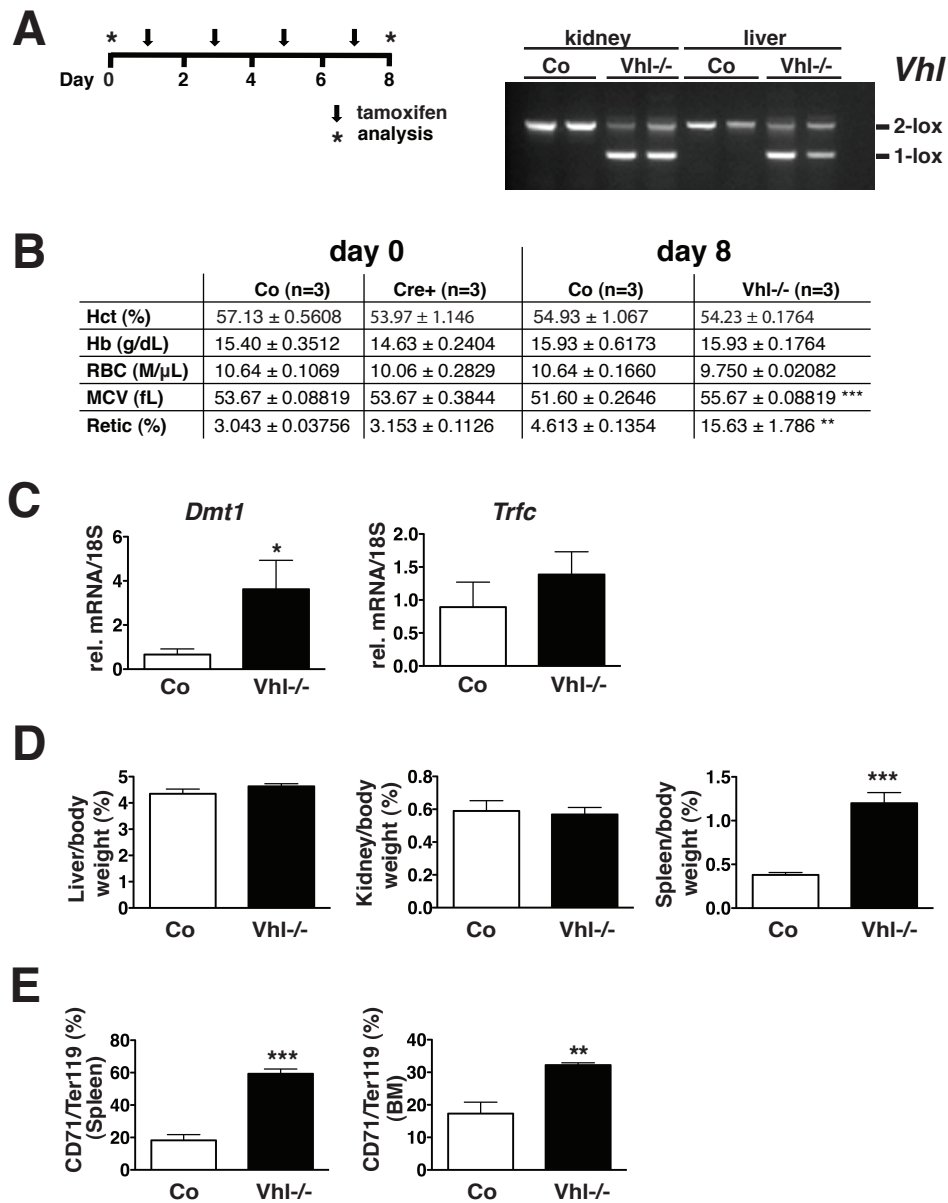 A
* *
Day 0 2 4 6 8
tamoxifen
* analysis
kidney liver
Co Vhl-/- Co Vhl-/-
Vhl
2-lox
1-lox
B
day 0 day 8
Co (n=3) Cre+ (n=3) Co (n=3) Vhl-/- (n=3)
Hct (%) 57.13 ± 0.5608 53.97 ± 1.146 54.93 ± 1.067 54.23 ± 0.1764
Hb (g/dL) 15.40 ± 0.3512 14.63 ± 0.2404 15.93 ± 0.6173 15.93 ± 0.1764
RBC (M/µL) 10.64 ± 0.1069 10.06 ± 0.2829 10.64 ± 0.1660 9.750 ± 0.02082
MCV (fL) 53.67 ± 0.08819 53.67 ± 0.3844 51.60 ± 0.2646 55.67 ± 0.08819 ***
Retic (%) 3.043 ± 0.03756 3.153 ± 0.1126 4.613 ± 0.1354 15.63 ± 1.786 **
C
Dmt1
rel. mRNA/18S
6
4
2
0
*
Co Vhl-/-
Trfc
rel. mRNA/18S
2.0
1.5
1.0
0.5
0.0
Co Vhl-/-
D
Liver/body
weight (%)
5
4
3
2
1
0
Co Vhl-/-
Kidney/body
weight (%)
0.8
0.6
0.4
0.2
0.0
Co Vhl-/-
Spleen/body
weight (%)
1.5
1.0
0.5
0.0
***
Co Vhl-/-
E
CD71/Ter119 (%)
(Spleen)
80
60
40
20
0
***
Co Vhl-/-
CD71/Ter119 (%)
(BM)
40
30
20
10
0
**
Co Vhl-/-